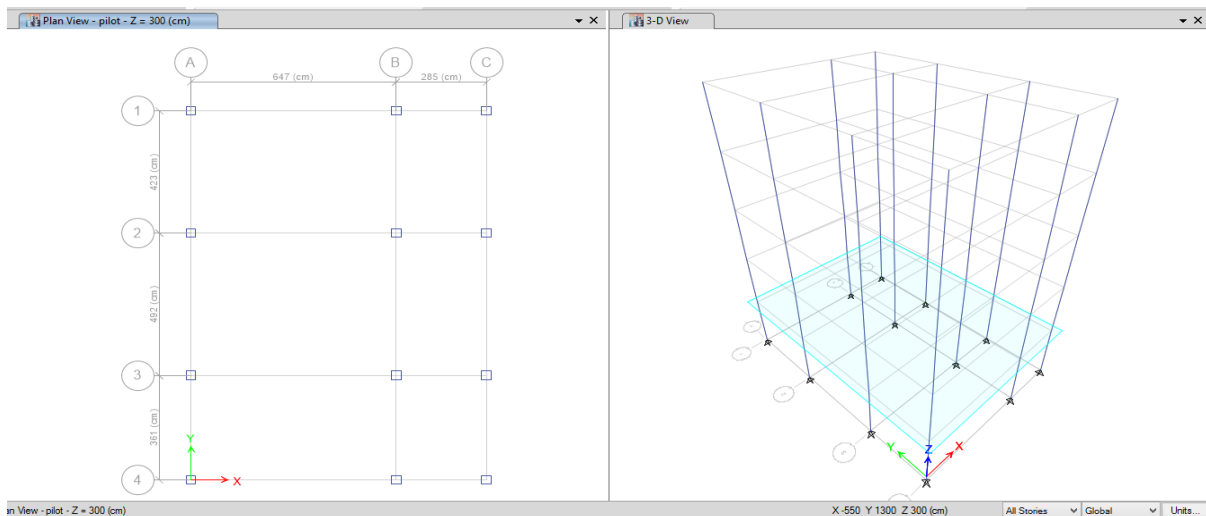 Plan View - pilot - Z = 300 (cm)
3-D View
A
B
C
647 (cm)
285 (cm)
1
423 (cm)
2
492 (cm)
3
361 (cm)
4
Y
X
Y
Z
X
an View - pilot - Z = 300 (cm)
X -550 Y 1300 Z 300 (cm)
All Stories
Global
Units...